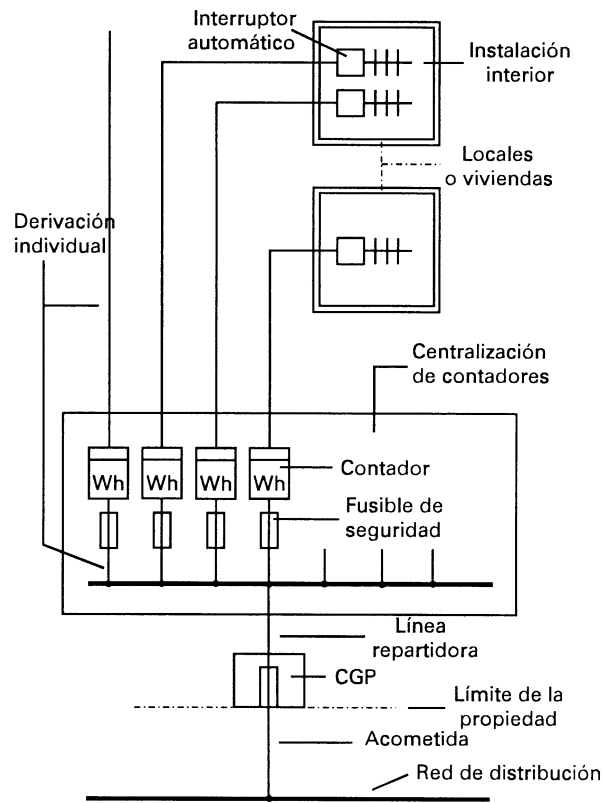 Interruptor
automático
Instalación
interior
Locales
o viviendas
Derivación
individual
Centralización
de contadores
Wh
Wh
Wh
Wh
Contador
Fusible de
seguridad
Línea
repartidora
CGP
Límite de la
propiedad
Acometida
Red de distribución